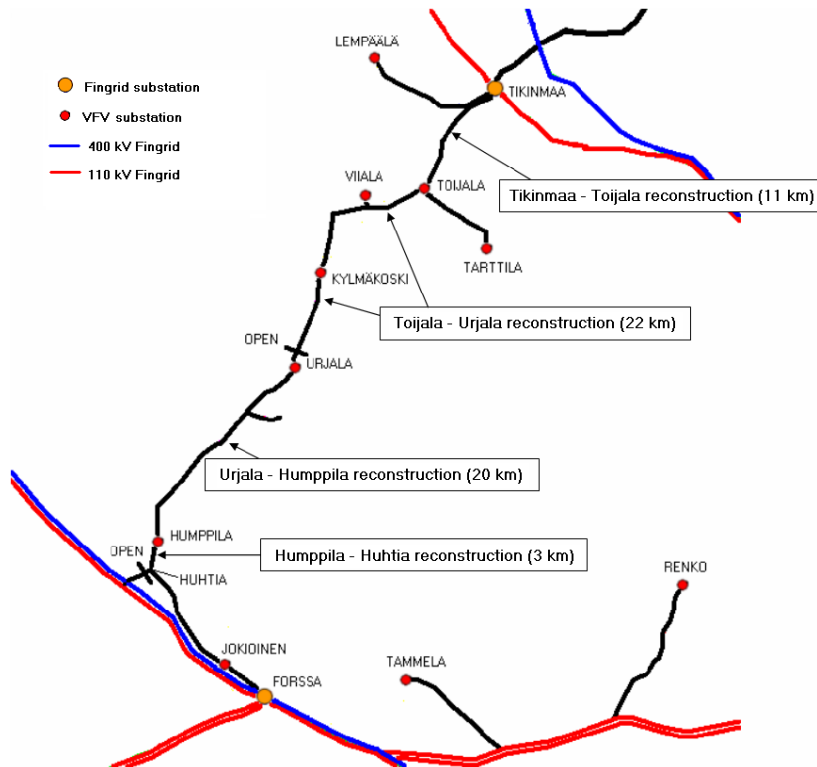 LEMPÄÄLÄ
Fingrid substation
TIKINMAA
VFV substation
400 kV Fingrid
110 kV Fingrid
VIIALA
TOIJALA
Tikinmaa - Toijala reconstruction (11 km)
TARTTILA
KYLMÄKOSKI
Toijala - Urjala reconstruction (22 km)
OPEN
URJALA
Urjala - Humppila reconstruction (20 km)
HUMPPILA
OPEN
Humppila - Huhtia reconstruction (3 km)
HUHTIA
RENKO
JOKIOINEN
TAMMELA
FORSSA